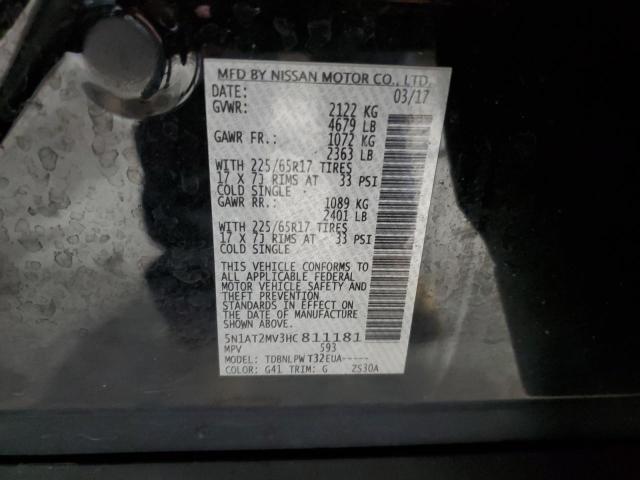 MFD BY NISSAN MOTOR CO., LTD.
DATE: 03/17
GVWR: 2122 KG
4679 LB
GAWR FR.: 1072 KG
2363 LB
WITH 225/65R17 TIRES
17 X 7J RIMS AT 33 PSI
COLD SINGLE
GAWR RR.: 1089 KG
2401 LB
WITH 225/65R17 TIRES
17 X 7J RIMS AT 33 PSI
COLD SINGLE
THIS VEHICLE CONFORMS TO
ALL APPLICABLE FEDERAL
MOTOR VEHICLE SAFETY AND
THEFT PREVENTION
STANDARDS IN EFFECT ON
THE DATE OF MANUFACTURE
SHOWN ABOVE.
5N1AT2MV3HC811181
MPV 593
MODEL: TDBNLPW T32EUA-----
COLOR: G41 TRIM: G ZS30A